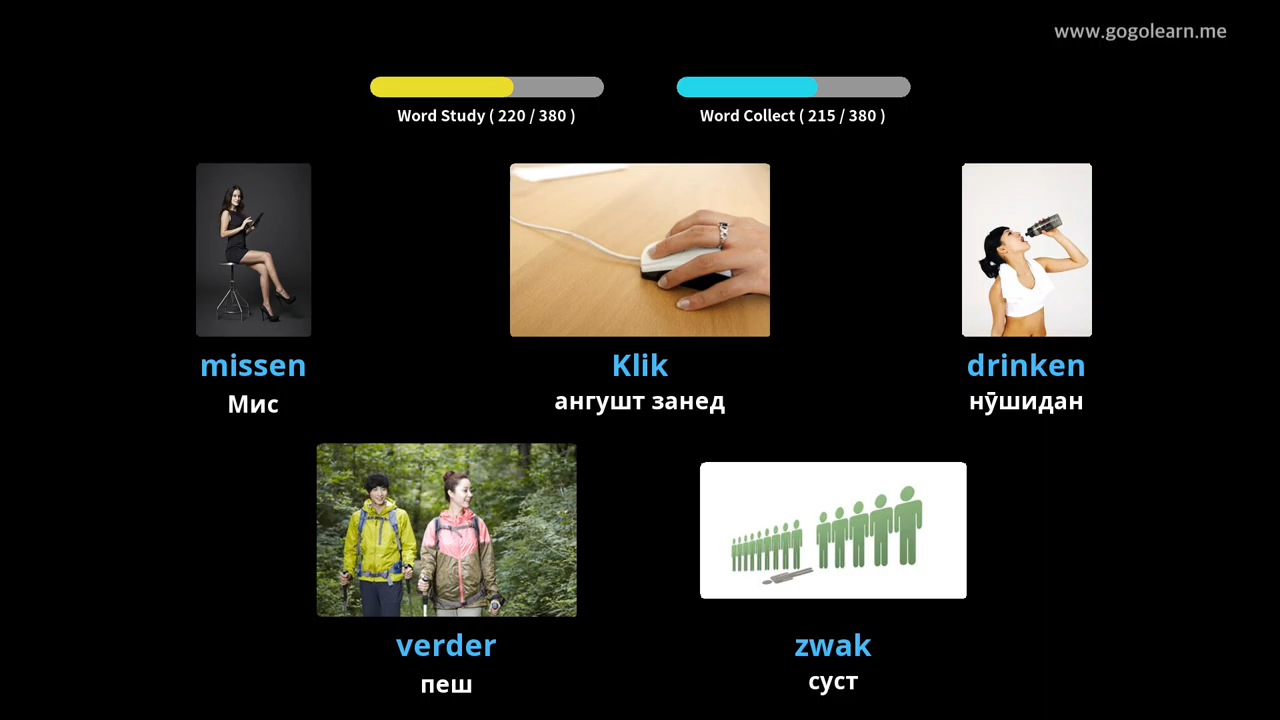 www.gogolearn.me
Word Study ( 220 / 380 )
Word Collect ( 215 / 380 )
missen
Мис
Klik
ангушт занед
drinken
нӯшидан
verder
пеш
zwak
суст